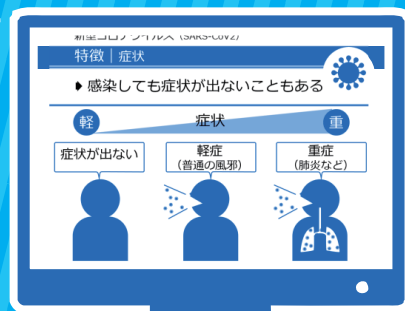 新型コロナウイルス (SARS-CoV2)
特徴｜症状
感染しても症状が出ないこともある
軽 症状 重
症状が出ない
軽症
(普通の風邪)
重症
(肺炎など)